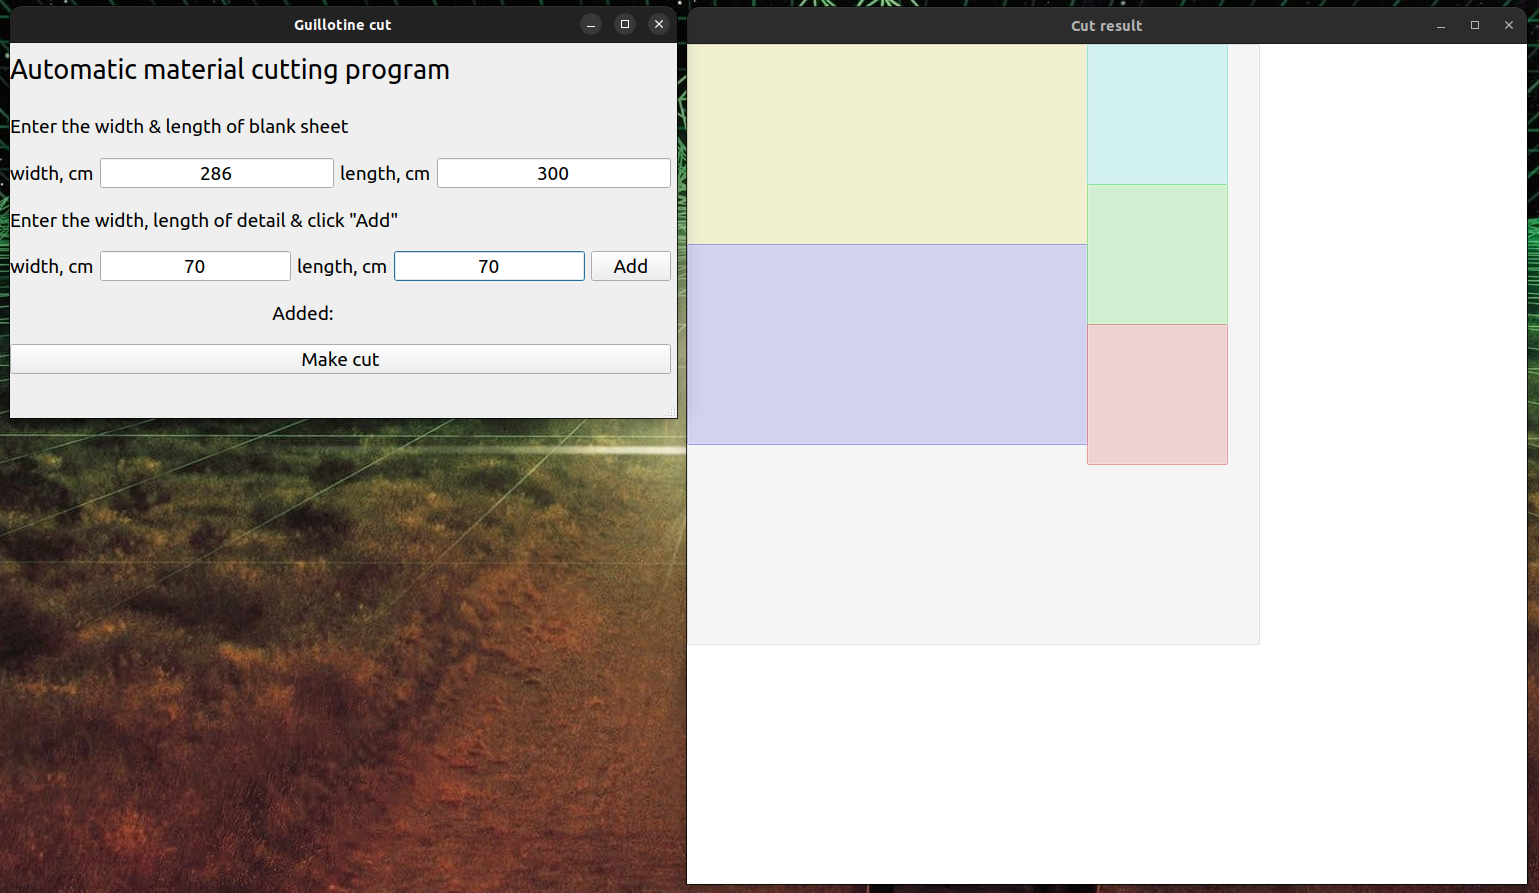 Guillotine cut
Automatic material cutting program
Enter the width & length of blank sheet
width, cm 286 length, cm 300
Enter the width, length of detail & click "Add"
width, cm 70 length, cm 70 Add
Added:
Make cut
Cut result